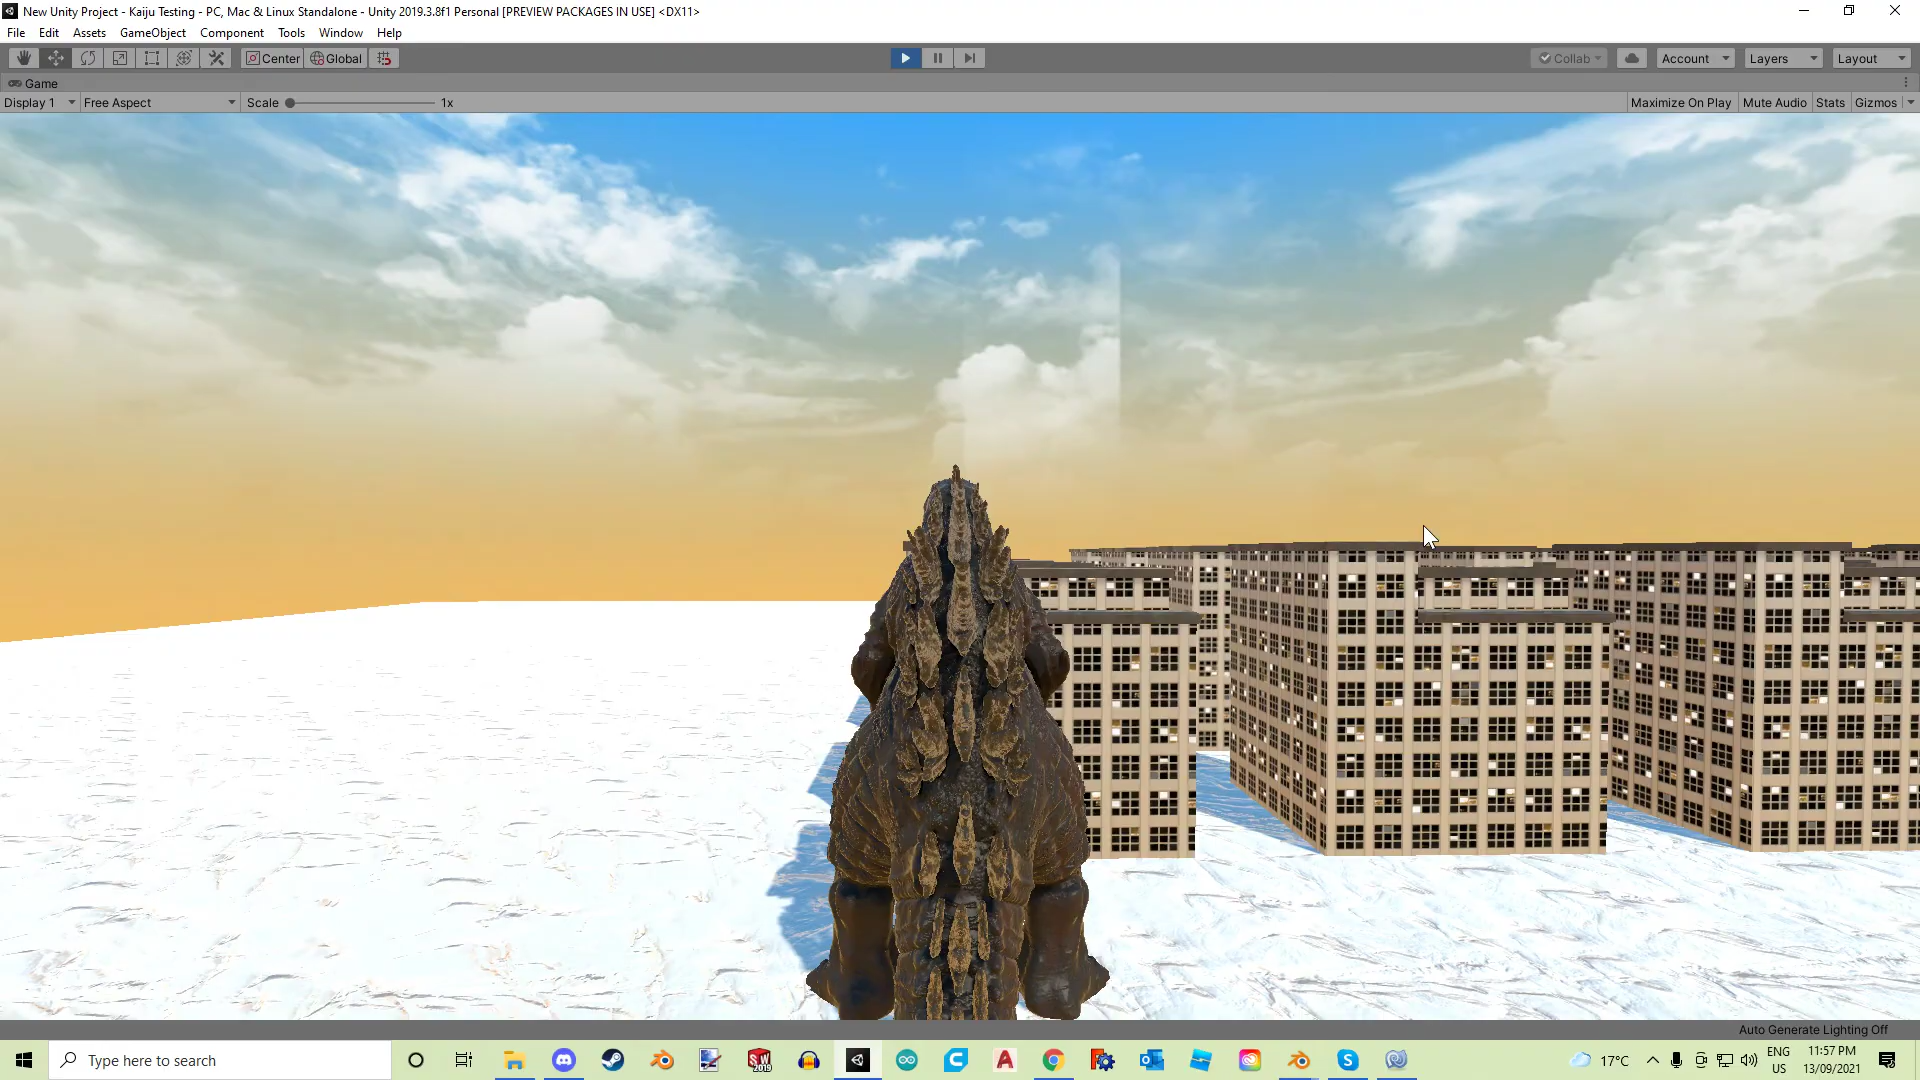 New Unity Project - Kaiju Testing - PC, Mac & Linux Standalone - Unity 2019.3.8f1 Personal [PREVIEW PACKAGES IN USE] <DX11>
File Edit Assets GameObject Component Tools Window Help
Center Global Collab Account Layers Layout
Game
Display 1 Free Aspect Scale 1x Maximize On Play Mute Audio Stats Gizmos
Auto Generate Lighting Off
Type here to search
SW
2019
17°C
ENG
US
11:57 PM
13/09/2021